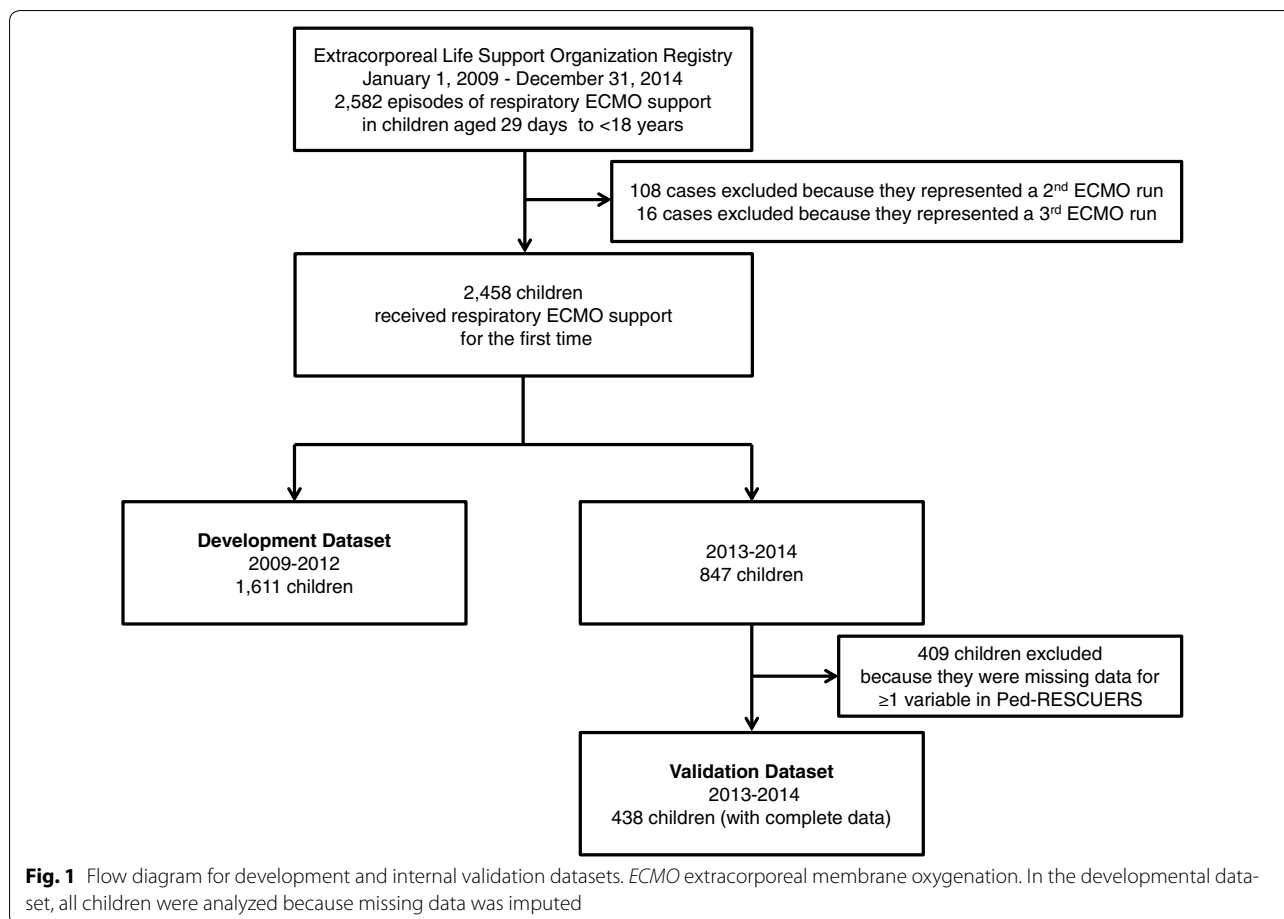 Extracorporeal Life Support Organization Registry
January 1, 2009 - December 31, 2014
2,582 episodes of respiratory ECMO support
in children aged 29 days to <18 years
108 cases excluded because they represented a 2nd ECMO run
16 cases excluded because they represented a 3rd ECMO run
2,458 children
received respiratory ECMO support
for the first time
Development Dataset
2009-2012
1,611 children
2013-2014
847 children
409 children excluded
because they were missing data for
≥1 variable in Ped-RESCUERS
Validation Dataset
2013-2014
438 children (with complete data)
Fig. 1 Flow diagram for development and internal validation datasets. ECMO extracorporeal membrane oxygenation. In the developmental data-
set, all children were analyzed because missing data was imputed